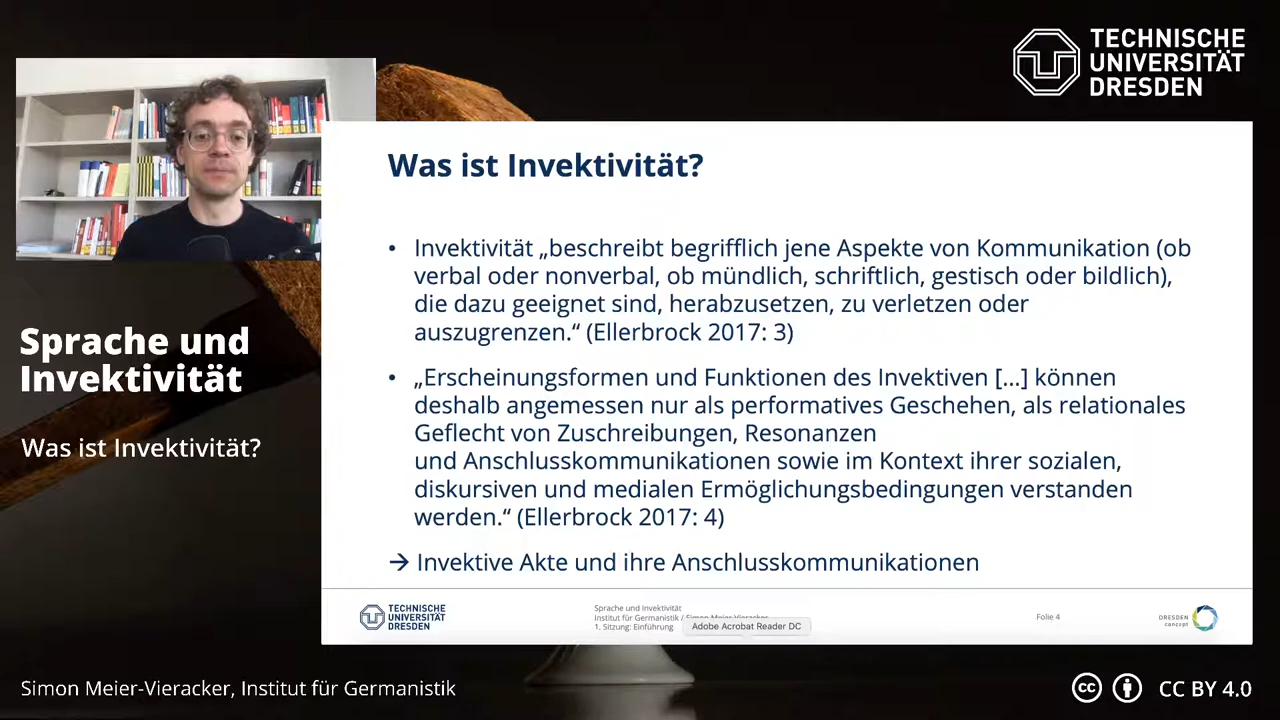 TECHNISCHE
UNIVERSITÄT
DRESDEN
Was ist Invektivität?
• Invektivität „beschreibt begrifflich jene Aspekte von Kommunikation (ob
verbal oder nonverbal, ob mündlich, schriftlich, gestisch oder bildlich),
die dazu geeignet sind, herabzusetzen, zu verletzen oder
auszugrenzen.“ (Ellerbrock 2017: 3)
• „Erscheinungsformen und Funktionen des Invektiven [...] können
deshalb angemessen nur als performatives Geschehen, als relationales
Geflecht von Zuschreibungen, Resonanzen
und Anschlusskommunikationen sowie im Kontext ihrer sozialen,
diskursiven und medialen Ermöglichungsbedingungen verstanden
werden.“ (Ellerbrock 2017: 4)
→ Invektive Akte und ihre Anschlusskommunikationen
TECHNISCHE
UNIVERSITÄT
DRESDEN
Sprache und Invektivität
Institut für Germanistik / Simon Meier-Vieracker
1. Sitzung: Einführung
Adobe Acrobat Reader DC
Folie 4
DRESDEN
concept
Sprache und
Invektivität
Was ist Invektivität?
Simon Meier-Vieracker, Institut für Germanistik
cc CC BY 4.0